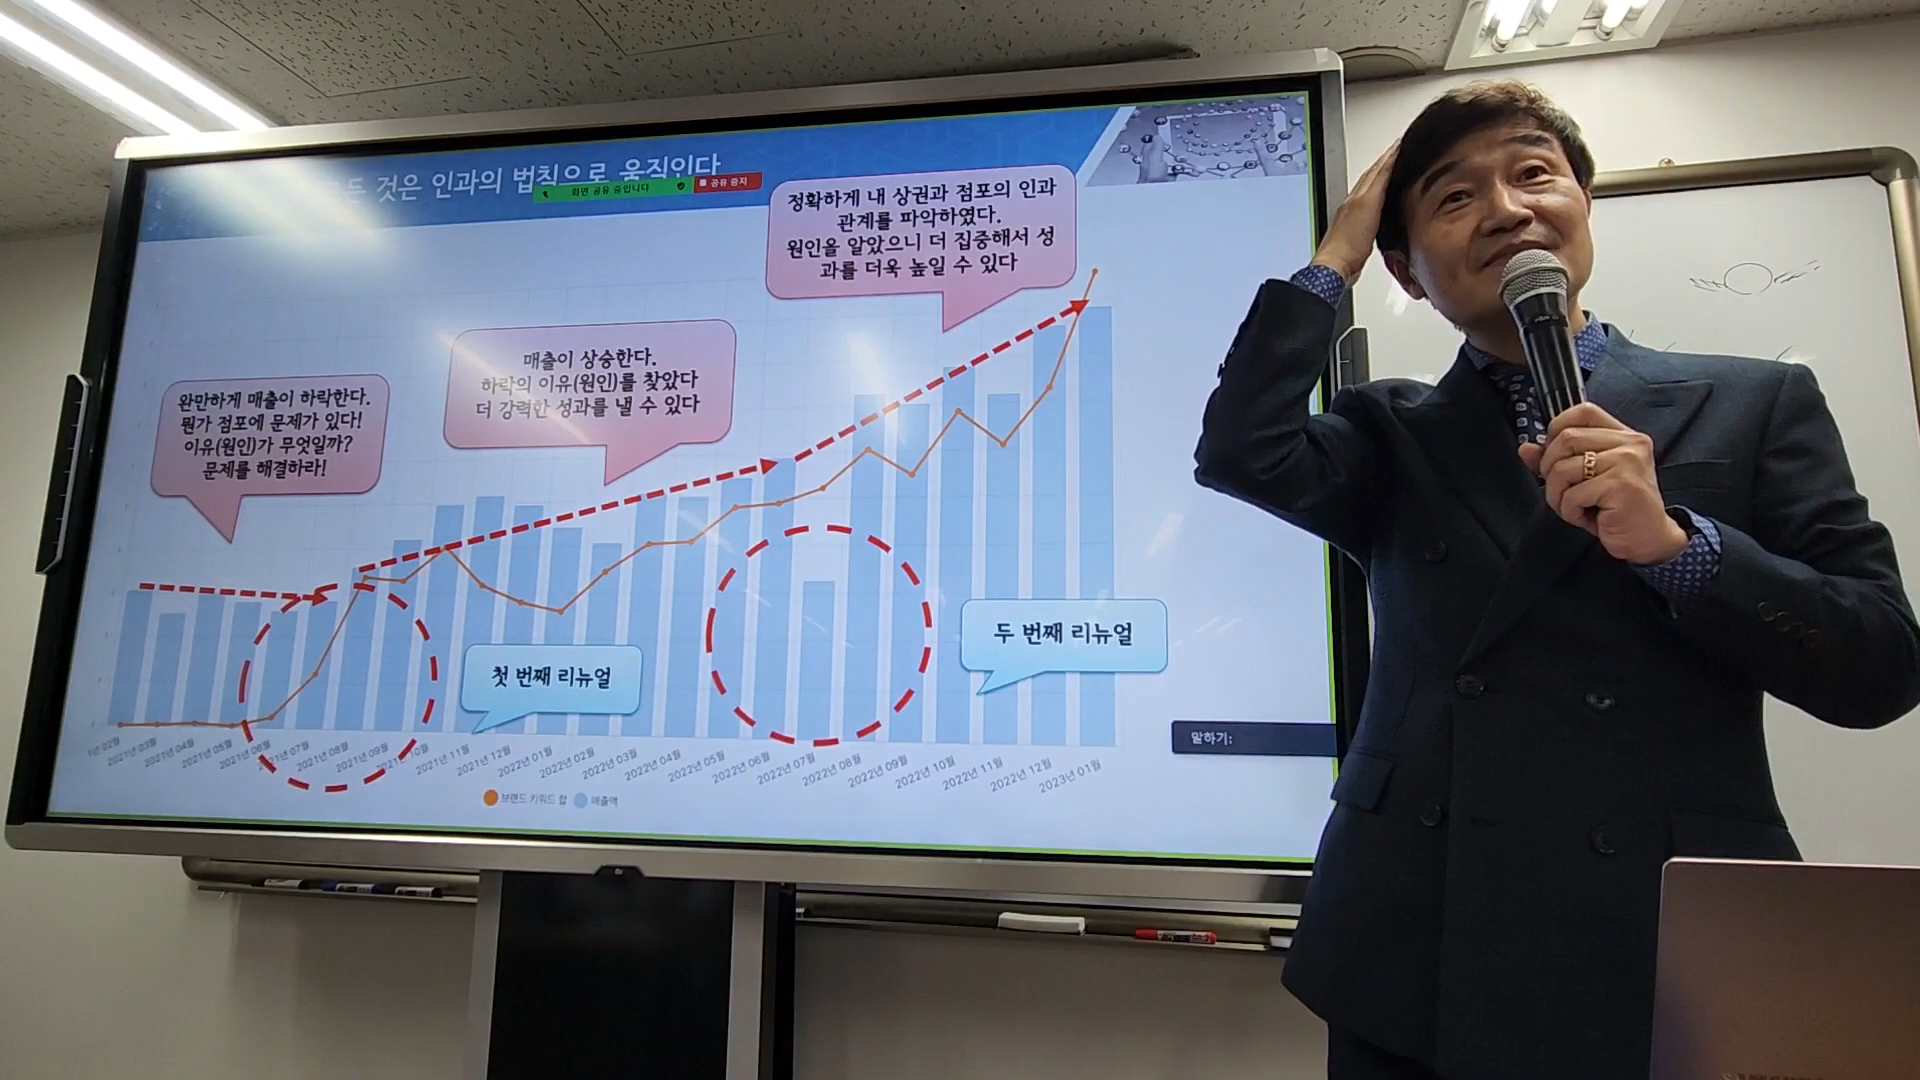 것은 인과의 법칙으로 움직인다
화면 공유 중입니다
공유 중지
정확하게 내 상권과 점포의 인과
관계를 파악하였다.
원인을 알았으니 더 집중해서 성
과를 더욱 높일 수 있다
매출이 상승한다.
하락의 이유(원인)를 찾았다
더 강력한 성과를 낼 수 있다
완만하게 매출이 하락한다.
뭔가 점포에 문제가 있다!
이유(원인)가 무엇일까?
문제를 해결하라!
첫 번째 리뉴얼
두 번째 리뉴얼
말하기:
02월
2021년 03월
2021년 04월
2021년 05월
2021년 06월
2021년 07월
2021년 08월
2021년 09월
10월
2021년 11월
2021년 12월
2022년 01월
2022년 02월
2022년 03월
2022년 04월
2022년 05월
2022년 06월
2022년 07월
2022년 08월
2022년 09월
2022년 10월
2022년 11월
2022년 12월
2023년 01월
브랜드 키워드 합
매출액